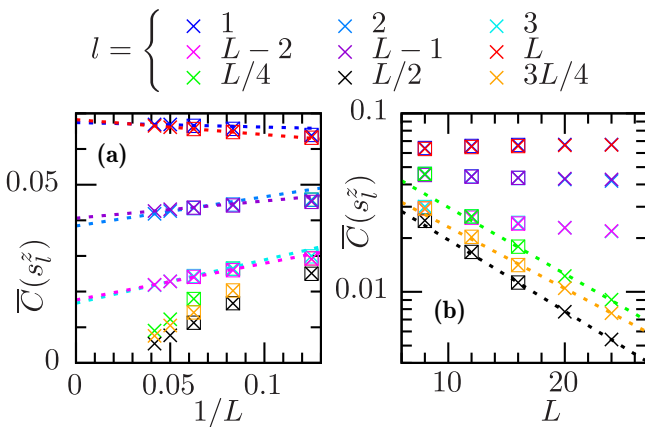 l = { × 1 × 2 × 3
× L − 2 × L − 1 × L
× L/4 × L/2 × 3L/4
0.05
0
C̅(s_l^z)
(a)
0 0.05 0.1
1/L
0.1
0.01
C̅(s_l^z)
(b)
12 20
L